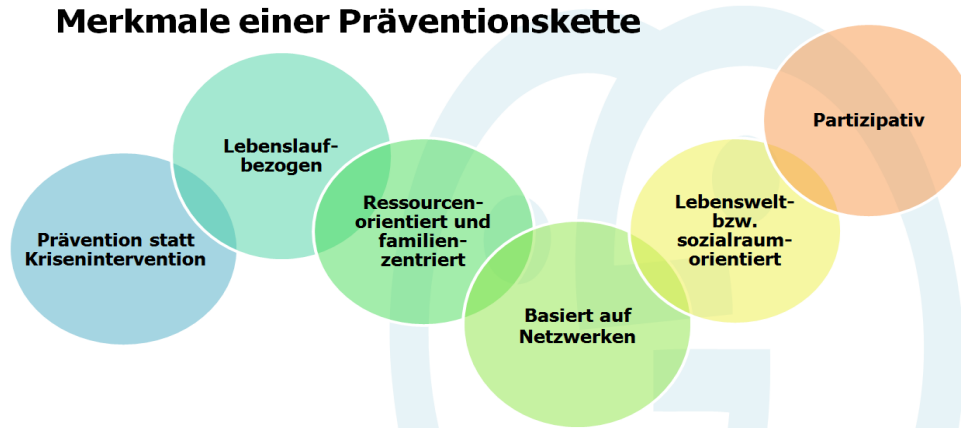 Merkmale einer Präventionskette
Prävention statt
Krisenintervention
Lebenslauf-
bezogen
Ressourcen-
orientiert und
familien-
zentriert
Basiert auf
Netzwerken
Lebenswelt-
bzw.
sozialraum-
orientiert
Partizipativ